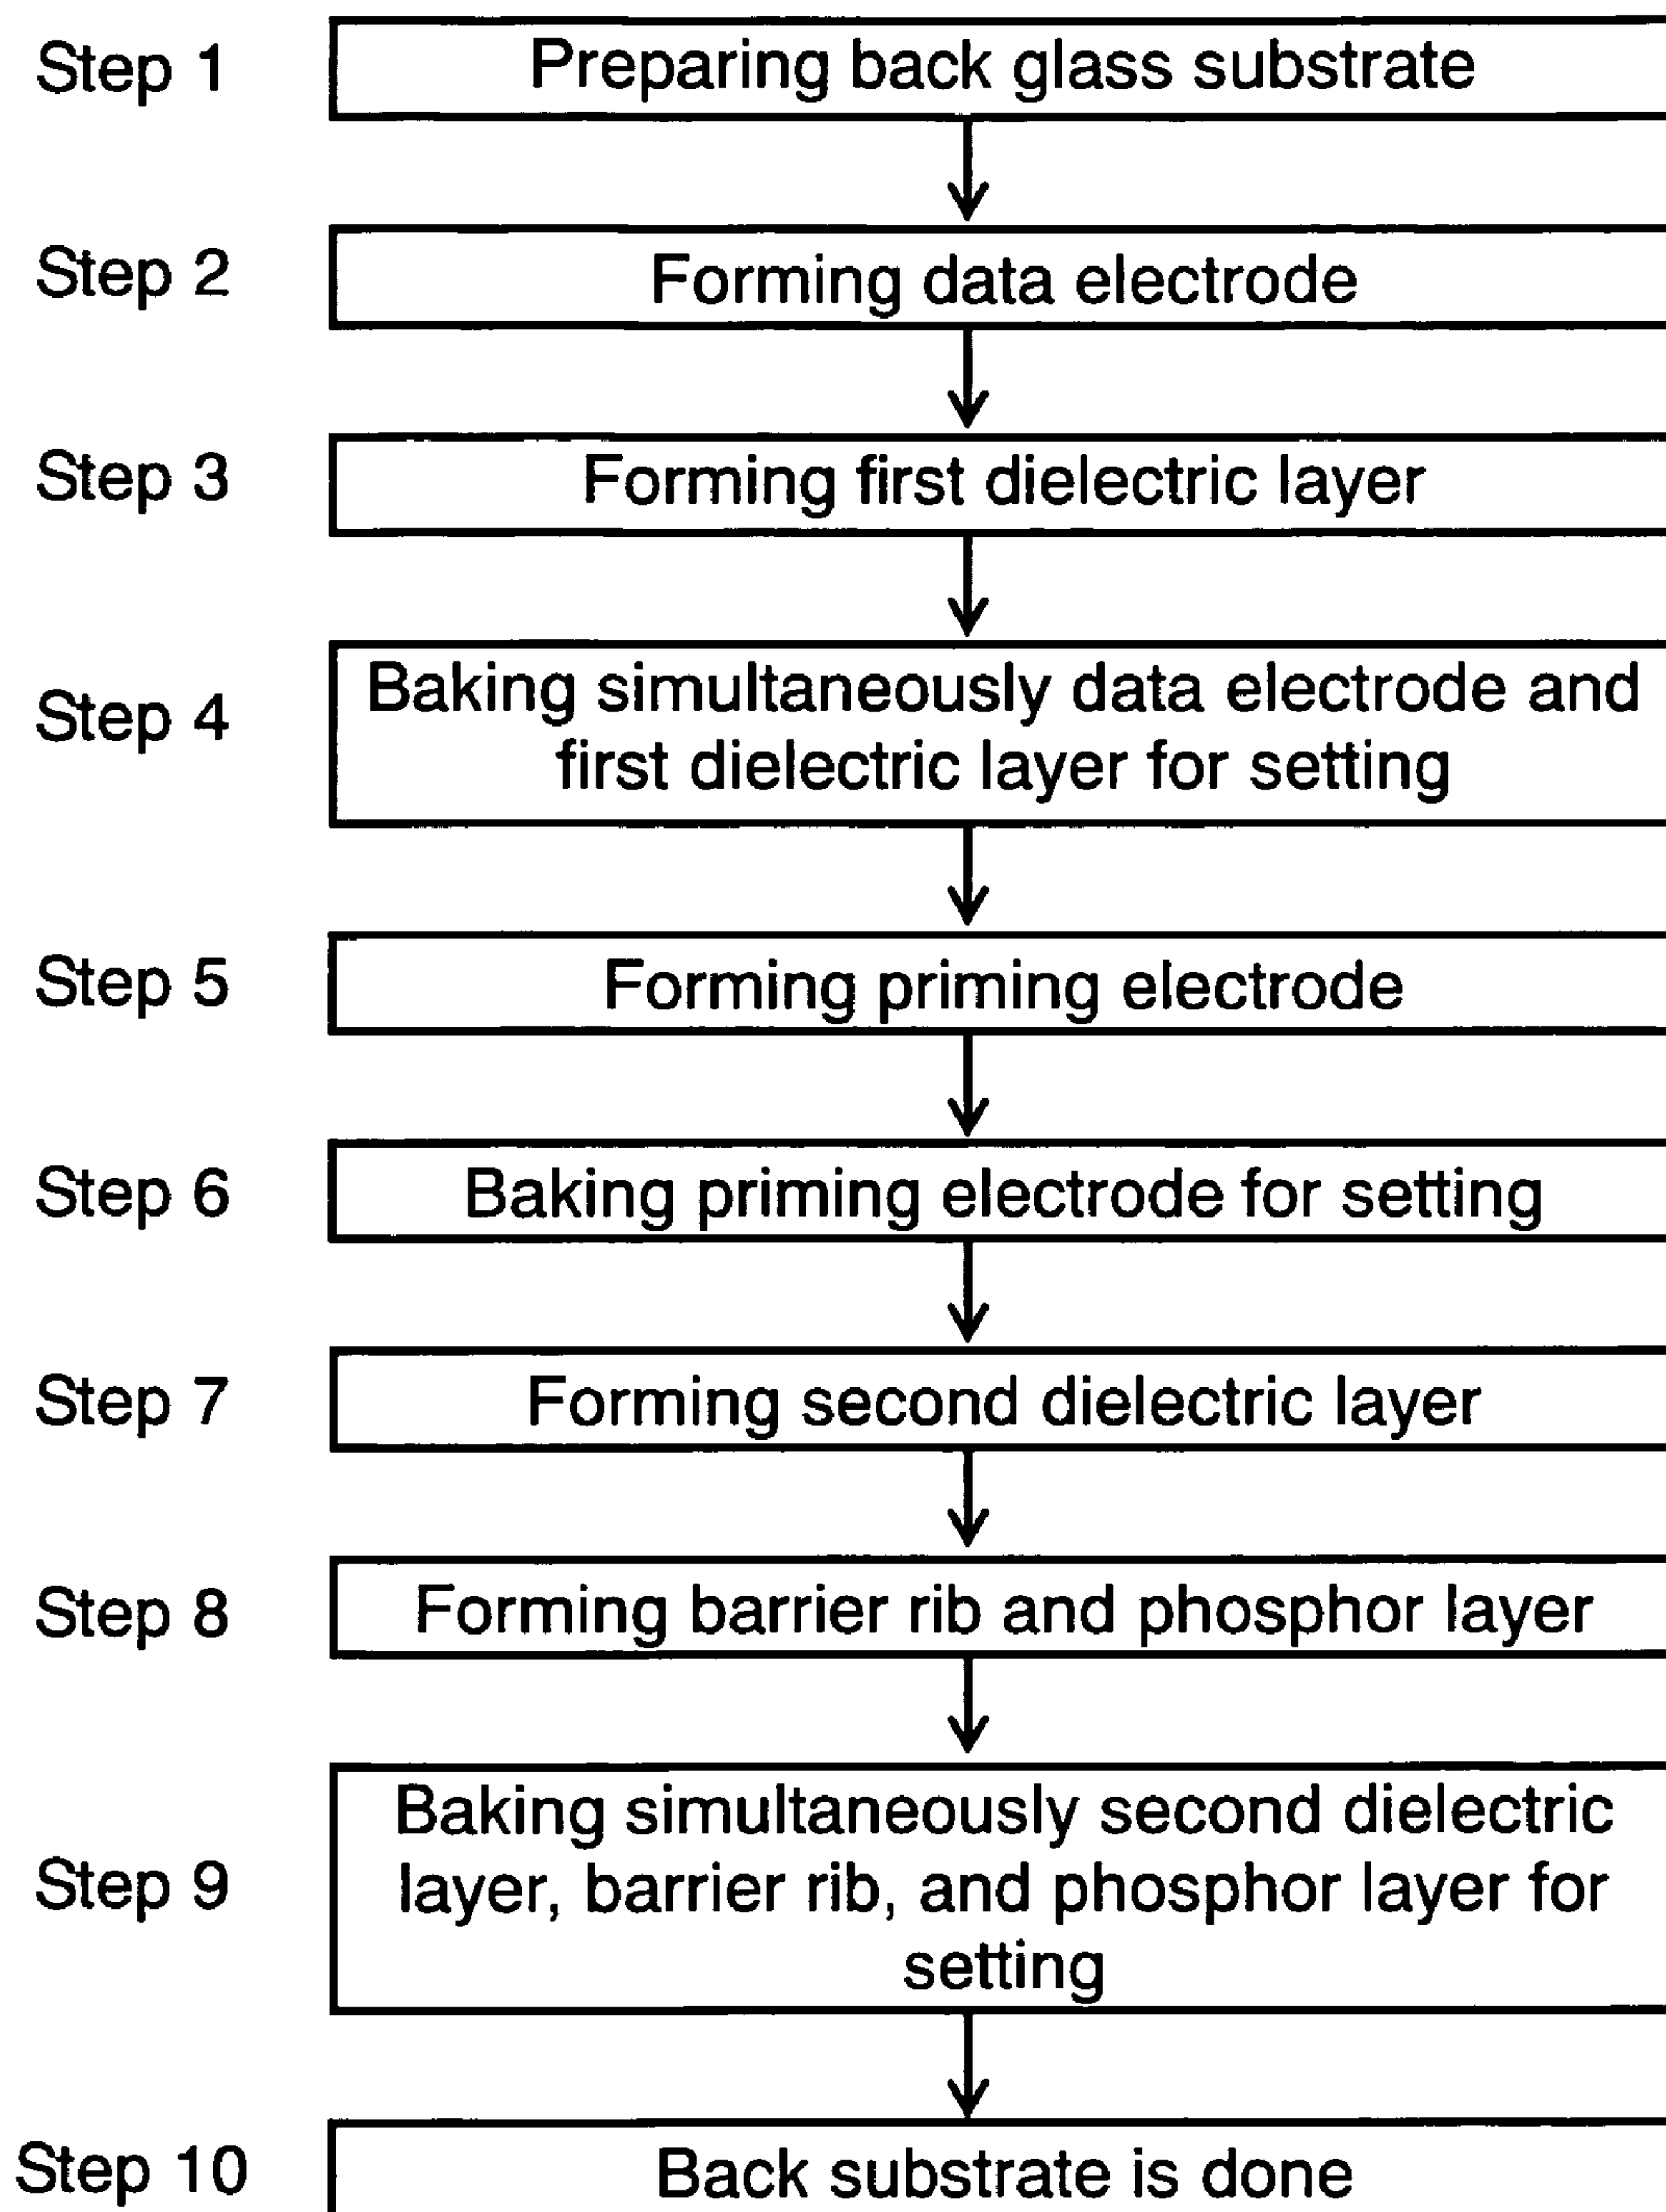 Step 1
Preparing back glass substrate
Step 2
Forming data electrode
Step 3
Forming first dielectric layer
Step 4
Baking simultaneously data electrode and
first dielectric layer for setting
Step 5
Forming priming electrode
Step 6
Baking priming electrode for setting
Step 7
Forming second dielectric layer
Step 8
Forming barrier rib and phosphor layer
Step 9
Baking simultaneously second dielectric
layer, barrier rib, and phosphor layer for
setting
Step 10
Back substrate is done